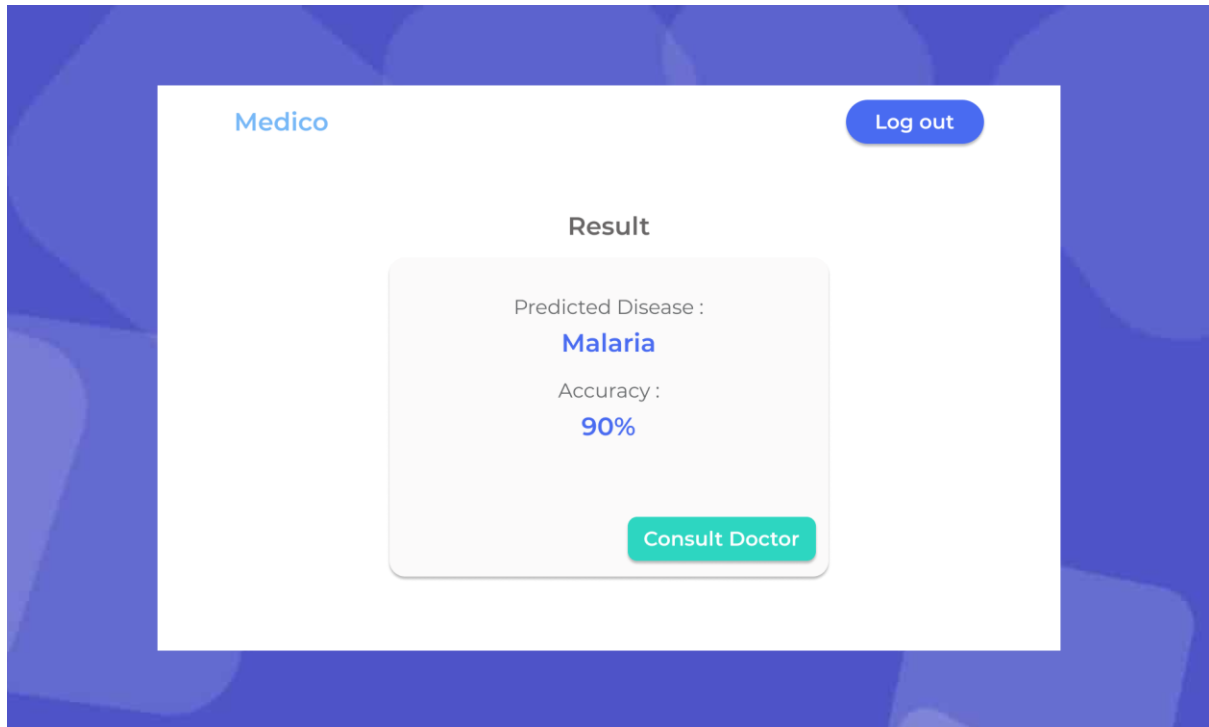 Medico
Log out
Result
Predicted Disease :
Malaria
Accuracy :
90%
Consult Doctor